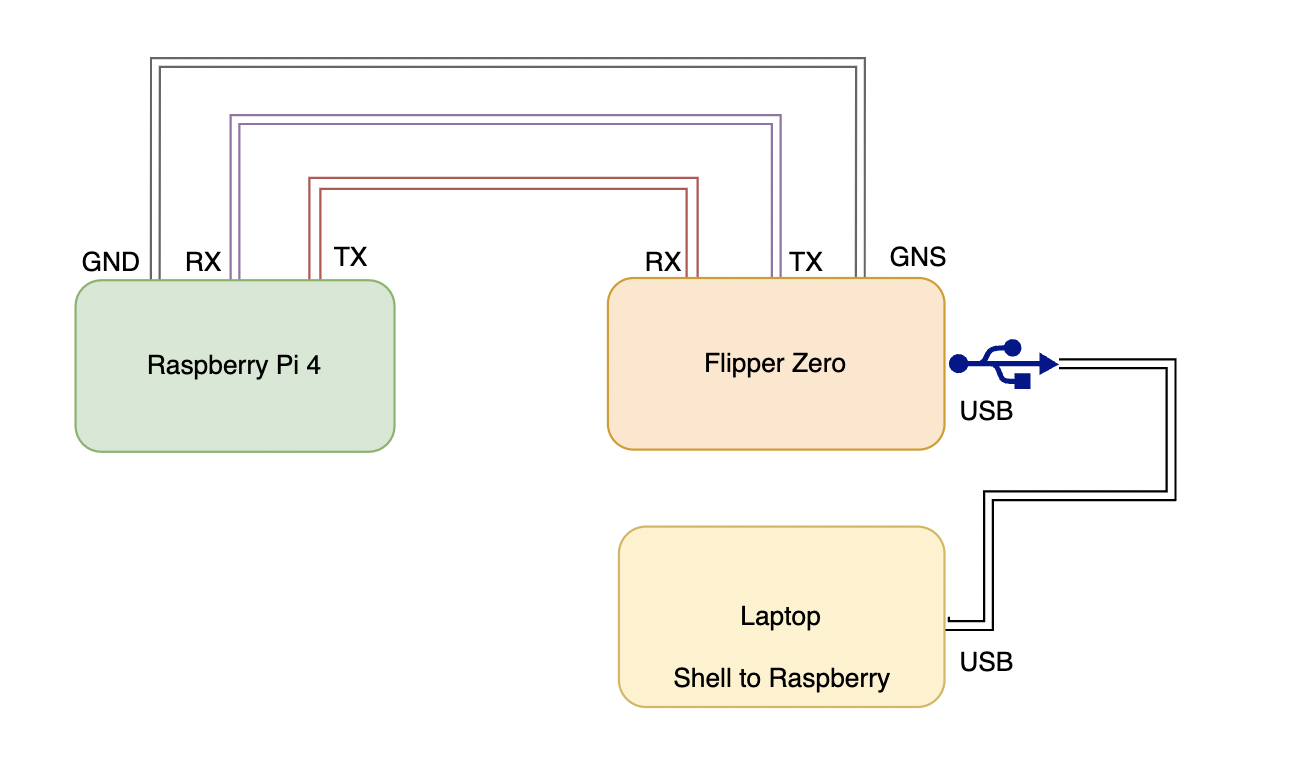 GND RX TX RX TX GNS
Raspberry Pi 4
Flipper Zero
USB
Laptop
Shell to Raspberry
USB